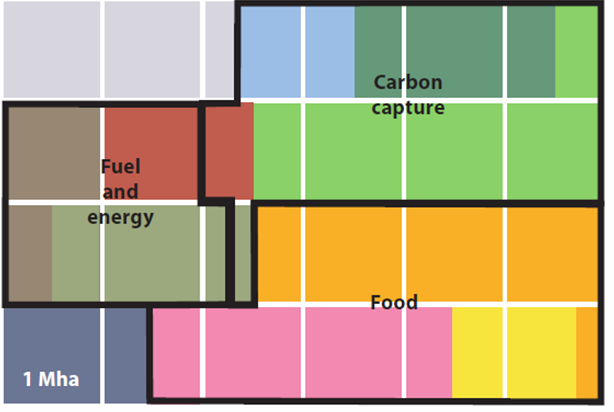 Carbon
capture
Fuel
and
energy
Food
1 Mha